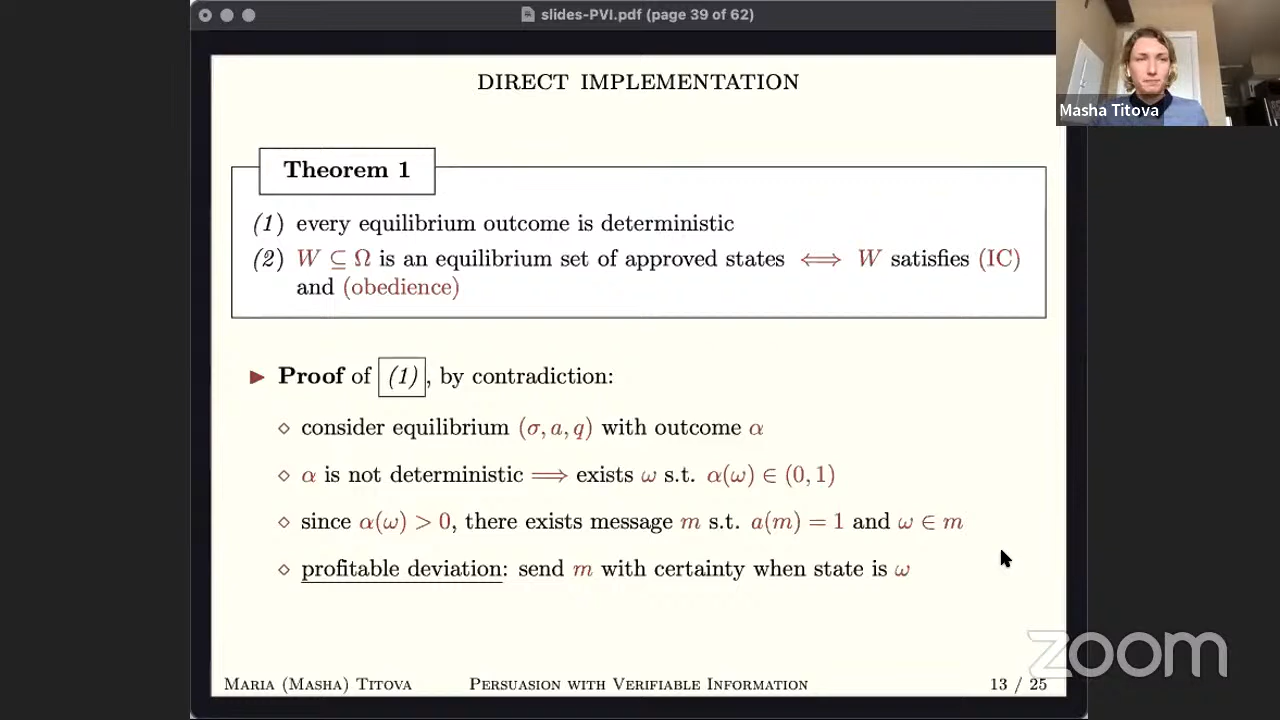 slides-PVI.pdf (page 39 of 62)
Masha Titova
DIRECT IMPLEMENTATION
Theorem 1
(1) every equilibrium outcome is deterministic
(2) W ⊆ Ω is an equilibrium set of approved states ⟺ W satisfies (IC)
and (obedience)
▶ Proof of (1), by contradiction:
⋄ consider equilibrium (σ, a, q) with outcome α
⋄ α is not deterministic ⟹ exists ω s.t. α(ω) ∈ (0, 1)
⋄ since α(ω) > 0, there exists message m s.t. a(m) = 1 and ω ∈ m
⋄ profitable deviation: send m with certainty when state is ω
zoom
MARIA (MASHA) TITOVA PERSUASION WITH VERIFIABLE INFORMATION 13 / 25